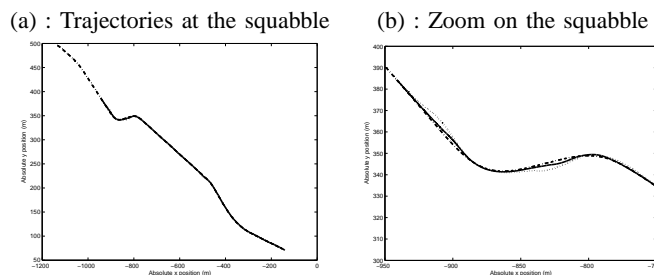 (a) : Trajectories at the squabble
(b) : Zoom on the squabble
500
450
400
350
300
250
200
150
100
50
Absolute y position (m)
−1200 −1000 −800 −600 −400 −200 0
Absolute x position (m)
400
390
380
370
360
350
340
330
320
310
300
Absolute y position (m)
−950 −900 −850 −800
Absolute x position (m)